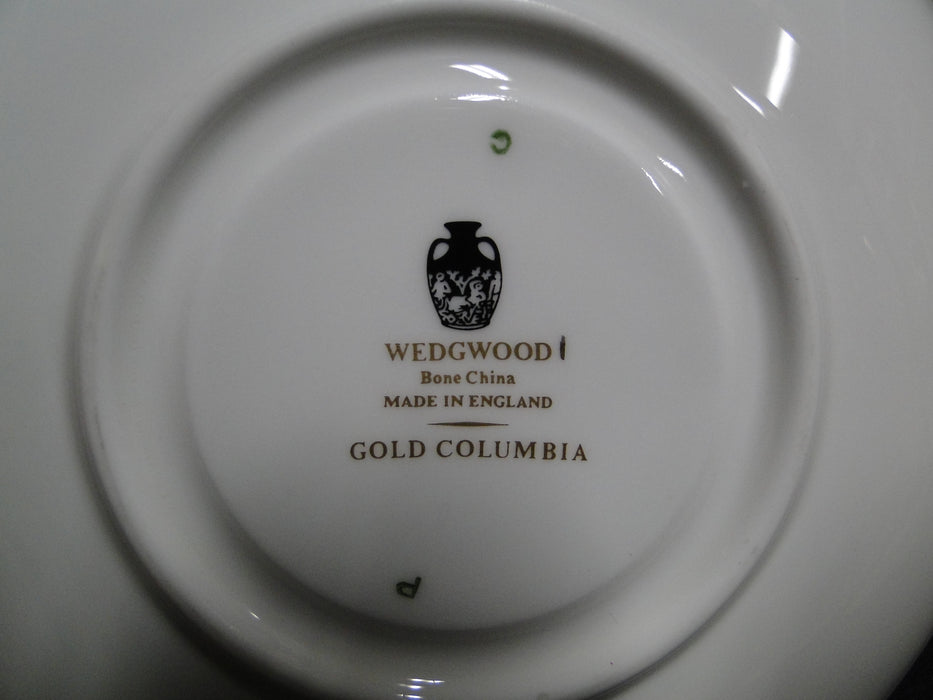 C
WEDGWOOD
Bone China
MADE IN ENGLAND
GOLD COLUMBIA
P